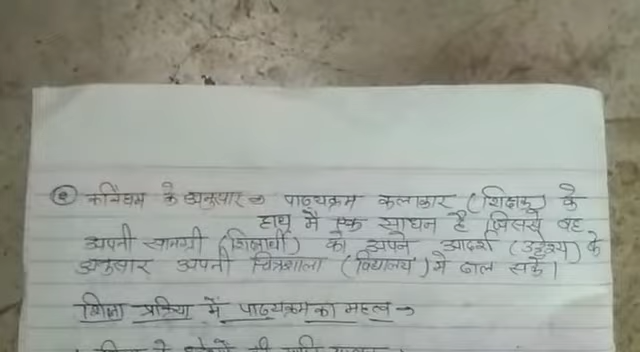 ② कनिंघम के अनुसार → पाठ्यक्रम कलाकार (शिक्षक) के
हाथ में एक साधन है जिससे वह
अपनी सामग्री (शिक्षार्थी) को अपने आदर्श (उद्देश्य) के
अनुसार अपनी चित्रशाला (विद्यालय) में ढाल सके।
शिक्षा प्रक्रिया में पाठ्यक्रम का महत्व →